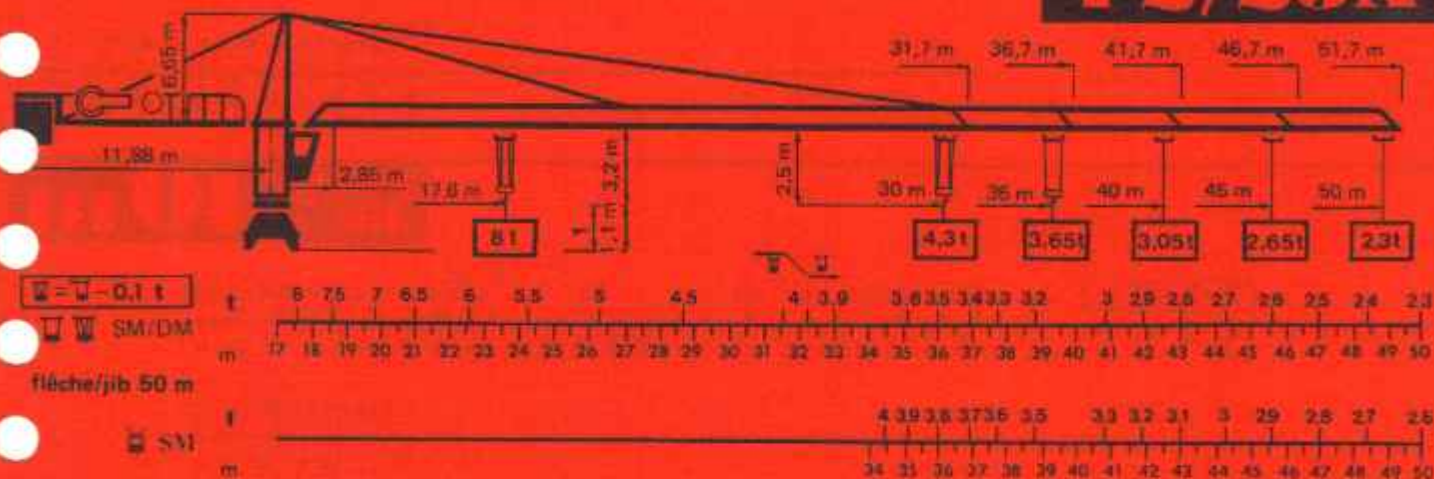 31,7 m 36,7 m 41,7 m 46,7 m 51,7 m
6,65 m
11,88 m
2,85 m
17,6 m
3,2 m
1,1 m
1
2,5 m
30 m 35 m 40 m 45 m 50 m
8 t 4,3 t 3,65t 3,05t 2,65t 2,3t
= - 0,1 t
t 8 7,5 7 6,5 6 5,5 5 4,5 4 3,9 3,6 3,5 3,4 3,3 3,2 3 2,9 2,8 2,7 2,6 2,5 2,4 2,3
SM/DM
m 17 18 19 20 21 22 23 24 25 26 27 28 29 30 31 32 33 34 35 36 37 38 39 40 41 42 43 44 45 46 47 48 49 50
flèche/jib 50 m
t 4 3,9 3,8 3,7 3,6 3,5 3,3 3,2 3,1 3 2,9 2,8 2,7 2,6
SM
m 34 35 36 37 38 39 40 41 42 43 44 45 46 47 48 49 50